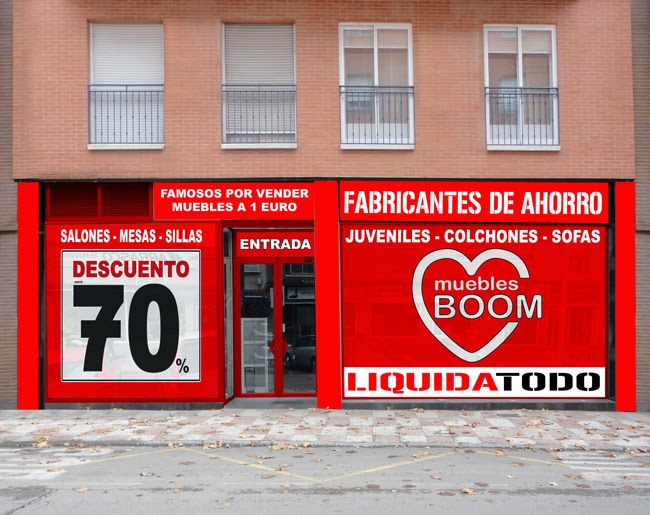 FAMOSOS POR VENDER
MUEBLES A 1 EURO
FABRICANTES DE AHORRO
SALONES - MESAS - SILLAS
ENTRADA
JUVENILES - COLCHONES - SOFAS
DESCUENTO
70%
muebles
BOOM
LIQUIDATODO